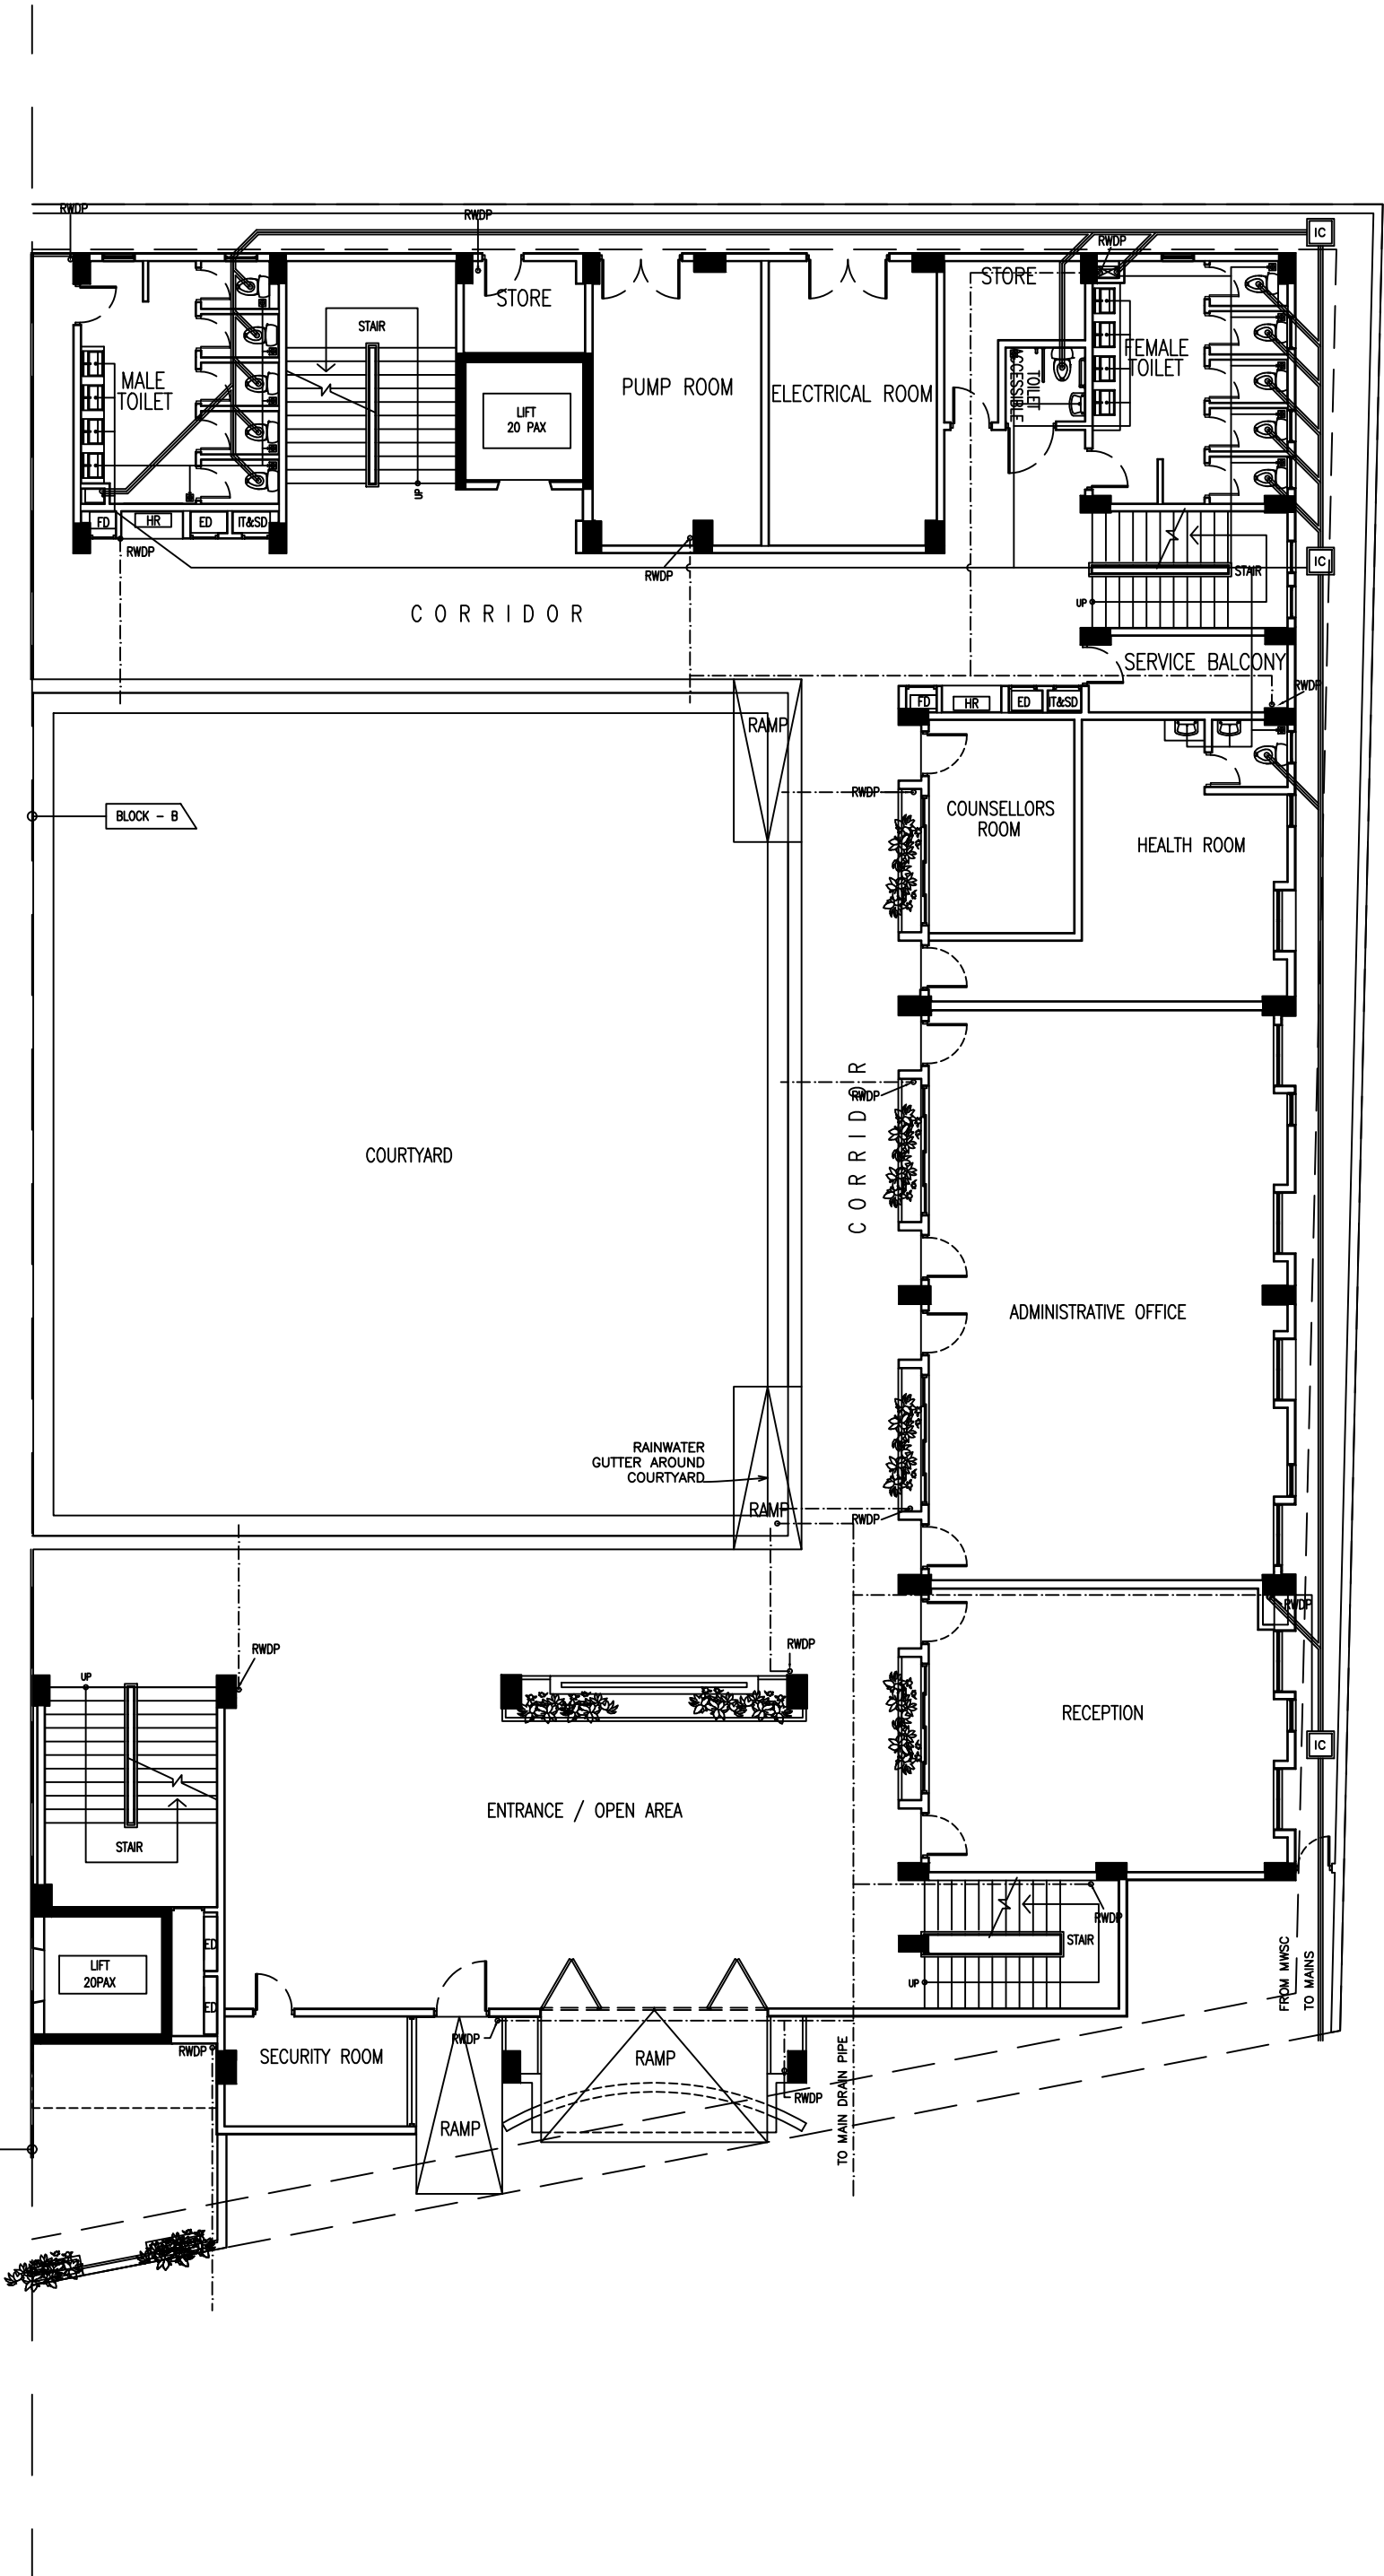 RWDP
RWDP
IC
RWDP
STORE
STORE
STAIR
FEMALE
TOILET
MALE
TOILET
PUMP ROOM
ELECTRICAL ROOM
ACCESSIBLE
TOILET
LIFT
20 PAX
UP
FD
HR
ED
IT&SD
RWDP
RWDP
IC
STAIR
UP
CORRIDOR
SERVICE BALCONY
RWDP
FD
HR
ED
IT&SD
RAMP
RWDP
BLOCK - B
COUNSELLORS
ROOM
HEALTH ROOM
CORRIDOR
RWDP
COURTYARD
ADMINISTRATIVE OFFICE
RAINWATER
GUTTER AROUND
COURTYARD
RAMP
RWDP
RWDP
RWDP
RWDP
UP
RECEPTION
IC
ENTRANCE / OPEN AREA
STAIR
RWDP
STAIR
UP
ED
LIFT
20PAX
ED
FROM MWSC
TO MAINS
RWDP
SECURITY ROOM
RWDP
RAMP
RWDP
RAMP
TO MAIN DRAIN PIPE